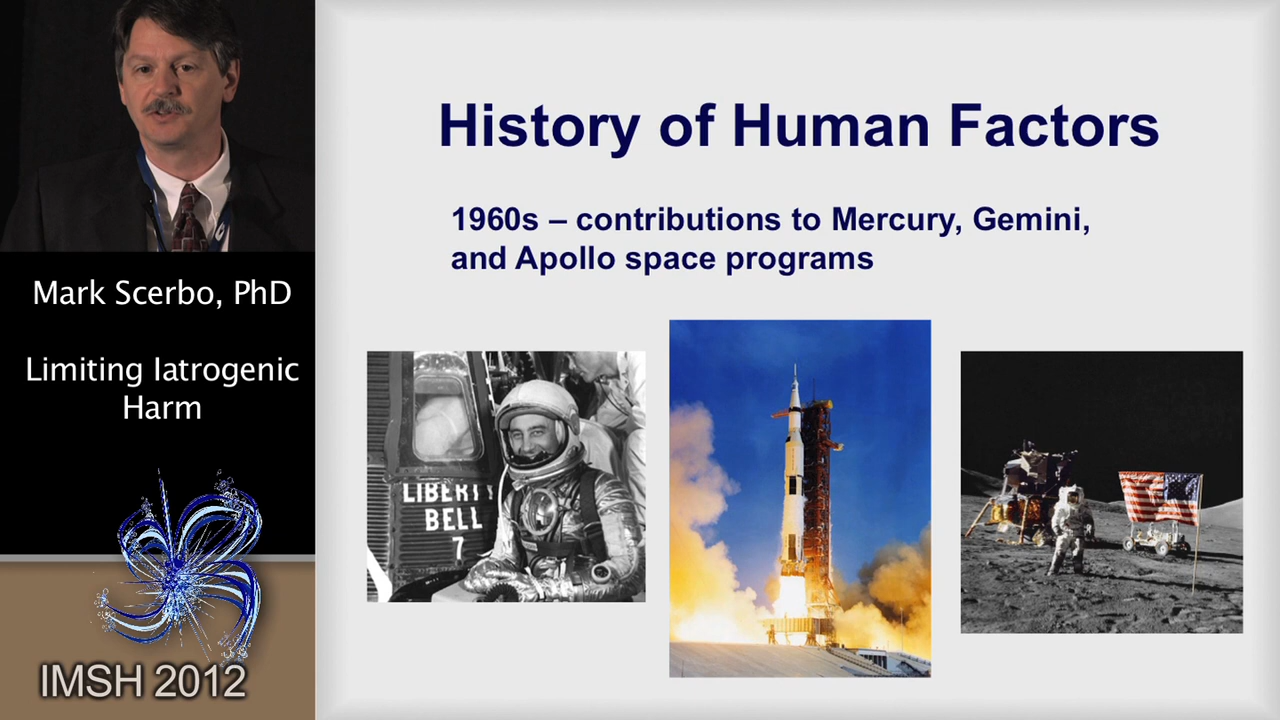 Mark Scerbo, PhD
Limiting Iatrogenic
Harm
IMSH 2012
History of Human Factors
1960s – contributions to Mercury, Gemini,
and Apollo space programs
LIBERTY
BELL
7